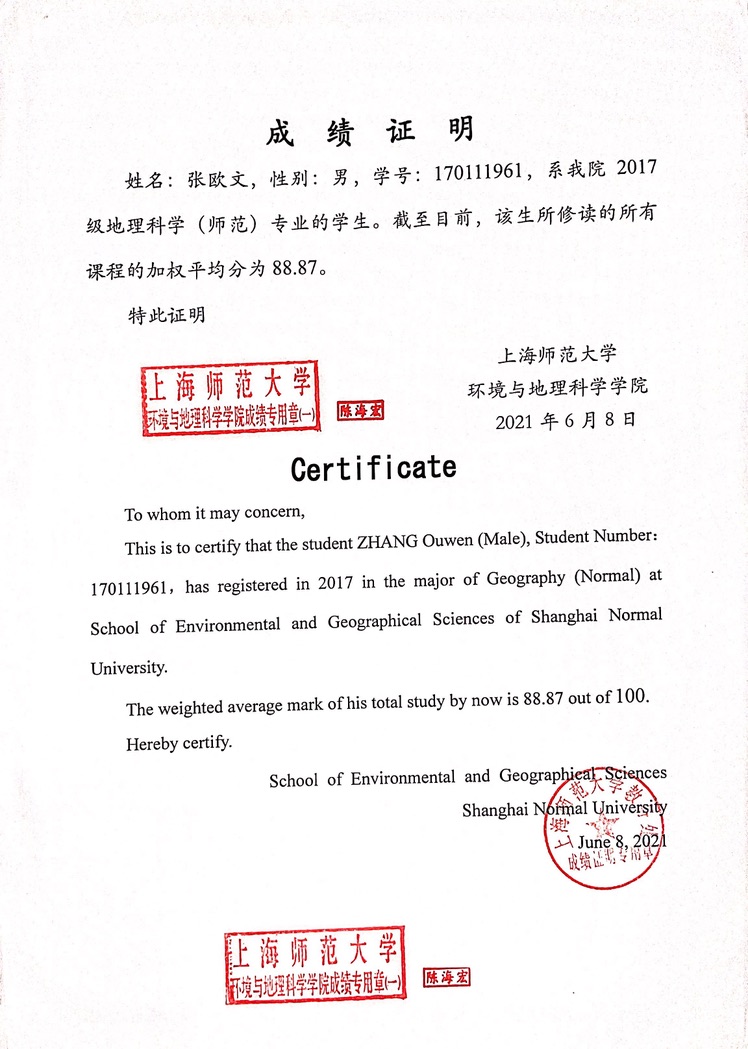 成绩证明
姓名：张欧文，性别：男，学号：170111961，系我院 2017
级地理科学（师范）专业的学生。截至目前，该生所修读的所有
课程的加权平均分为 88.87。
特此证明
上海师范大学
环境与地理科学学院
2021 年 6 月 8 日
上海师范大学
环境与地理科学学院成绩专用章(一)
陈海宏
Certificate
To whom it may concern,
This is to certify that the student ZHANG Ouwen (Male), Student Number:
170111961, has registered in 2017 in the major of Geography (Normal) at
School of Environmental and Geographical Sciences of Shanghai Normal
University.
The weighted average mark of his total study by now is 88.87 out of 100.
Hereby certify.
School of Environmental and Geographical Sciences
Shanghai Normal University
June 8, 2021
上海师范大学教务处
成绩证明专用章
上海师范大学
环境与地理科学学院成绩专用章(一)
陈海宏